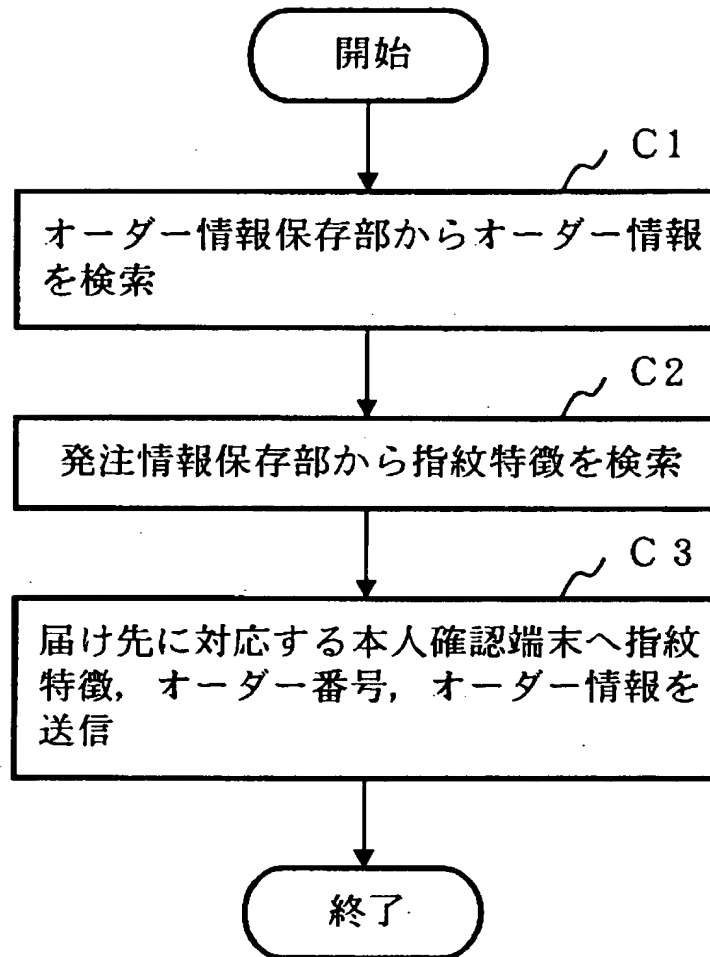 開始
C1
オーダー情報保存部からオーダー情報
を検索
C2
発注情報保存部から指紋特徴を検索
C3
届け先に対応する本人確認端末へ指紋
特徴，オーダー番号，オーダー情報を
送信
終了